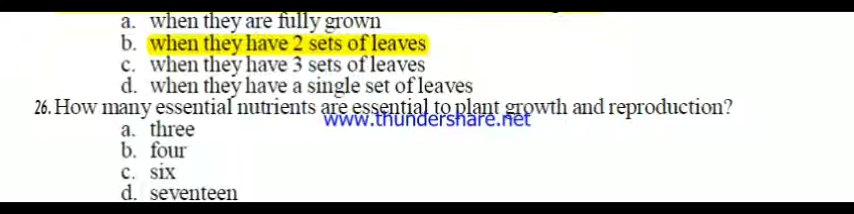 a. when they are fully grown
b. when they have 2 sets of leaves
c. when they have 3 sets of leaves
d. when they have a single set of leaves
26. How many essential nutrients are essential to plant growth and reproduction?
www.thundershare.net
a. three
b. four
c. six
d. seventeen